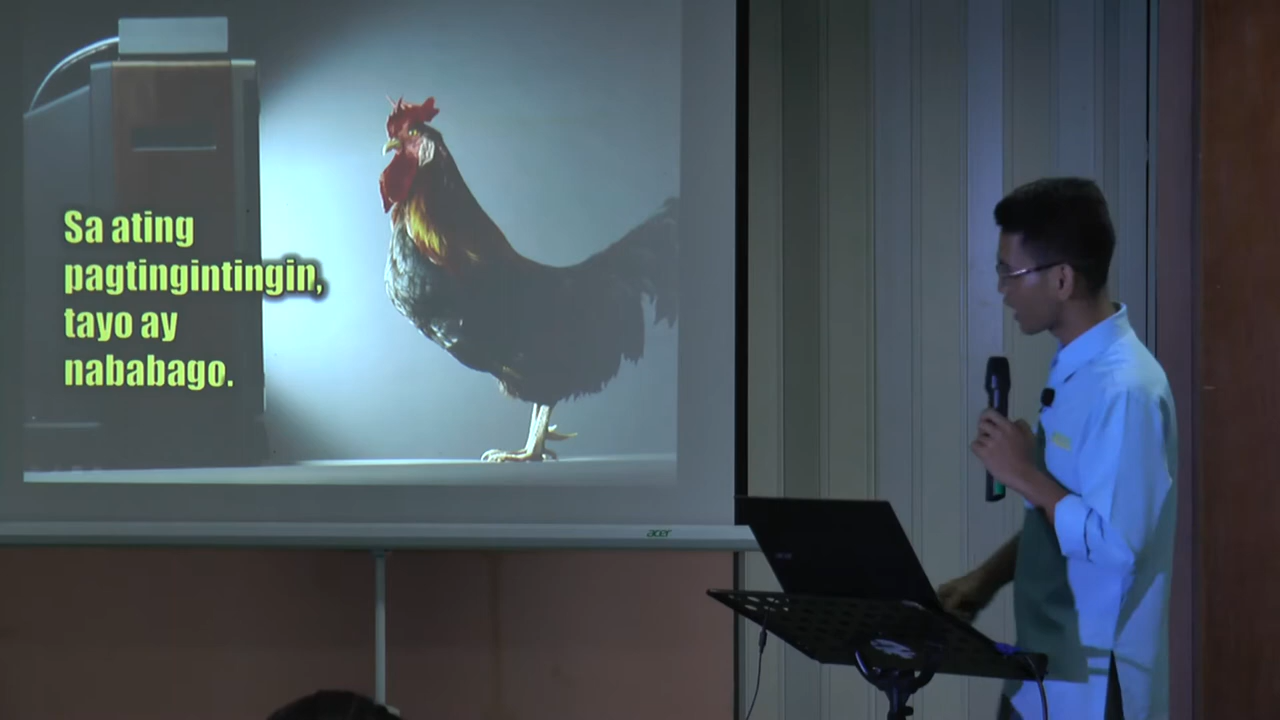 Sa ating
pagtingintingin,
tayo ay
nababago.
acer